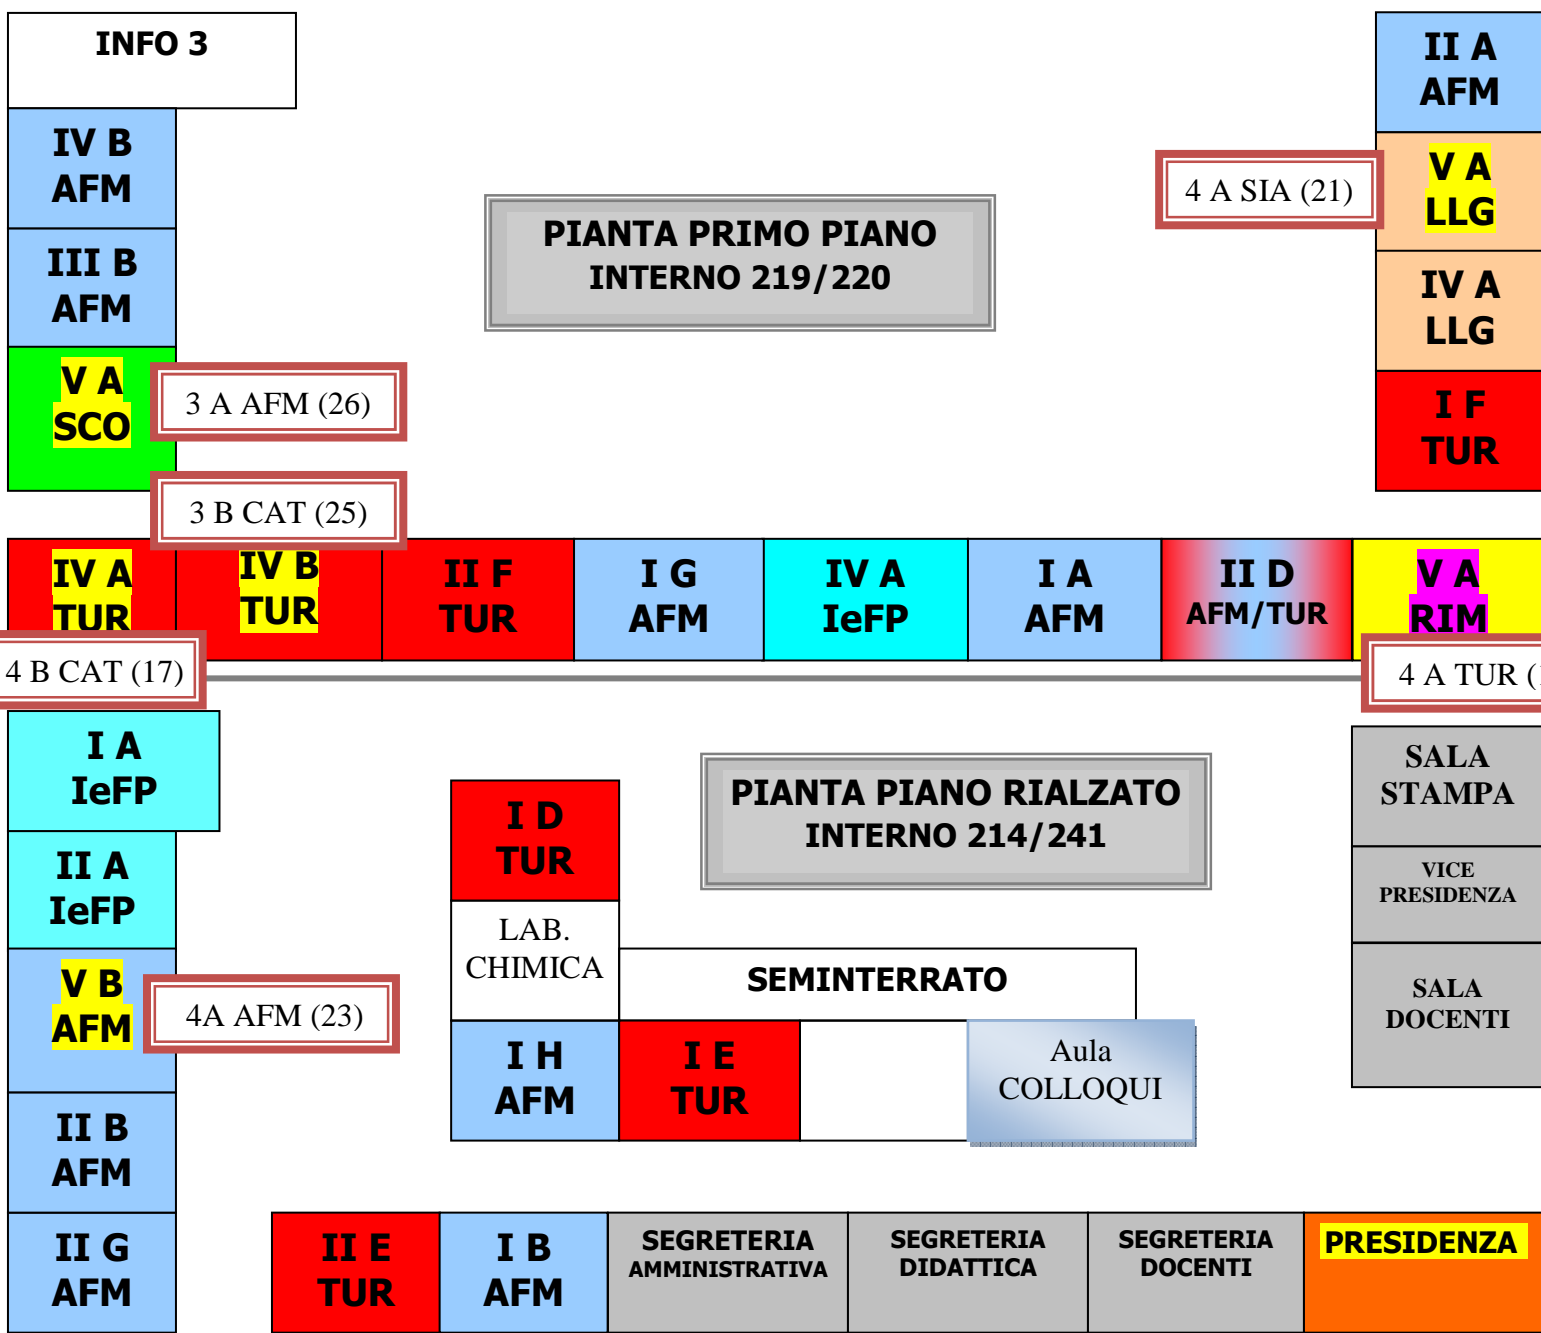 INFO 3
IV B
AFM
III B
AFM
V A
SCO
3 A AFM (26)
3 B CAT (25)
PIANTA PRIMO PIANO
INTERNO 219/220
II A
AFM
4 A SIA (21)
V A
LLG
IV A
LLG
I F
TUR
IV A
TUR
IV B
TUR
II F
TUR
I G
AFM
IV A
IeFP
I A
AFM
II D
AFM/TUR
V A
RIM
4 B CAT (17)
4 A TUR (
I A
IeFP
II A
IeFP
V B
AFM
4A AFM (23)
II B
AFM
II G
AFM
I D
TUR
LAB.
CHIMICA
I H
AFM
PIANTA PIANO RIALZATO
INTERNO 214/241
SEMINTERRATO
I E
TUR
Aula
COLLOQUI
SALA
STAMPA
VICE
PRESIDENZA
SALA
DOCENTI
II E
TUR
I B
AFM
SEGRETERIA
AMMINISTRATIVA
SEGRETERIA
DIDATTICA
SEGRETERIA
DOCENTI
PRESIDENZA